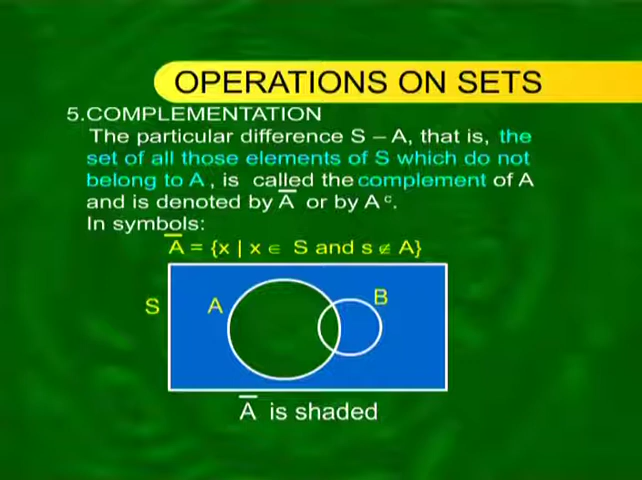 OPERATIONS ON SETS
5.COMPLEMENTATION
The particular difference S – A, that is, the
set of all those elements of S which do not
belong to A , is called the complement of A
and is denoted by A̅ or by Aᶜ.
In symbols:
A̅ = {x | x ∈ S and s ∉ A}
S A B
A̅ is shaded